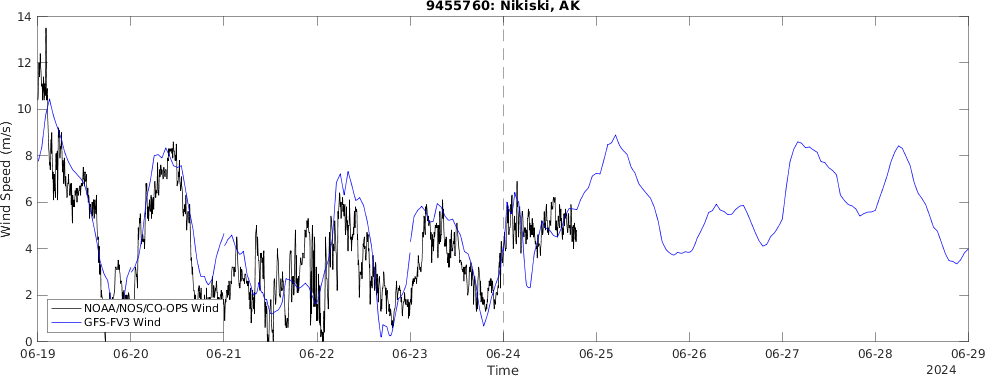 9455760: Nikiski, AK
Wind Speed (m/s)
14
12
10
8
6
4
2
0
NOAA/NOS/CO-OPS Wind
GFS-FV3 Wind
06-19 06-20 06-21 06-22 06-23 06-24 06-25 06-26 06-27 06-28 06-29
Time
2024